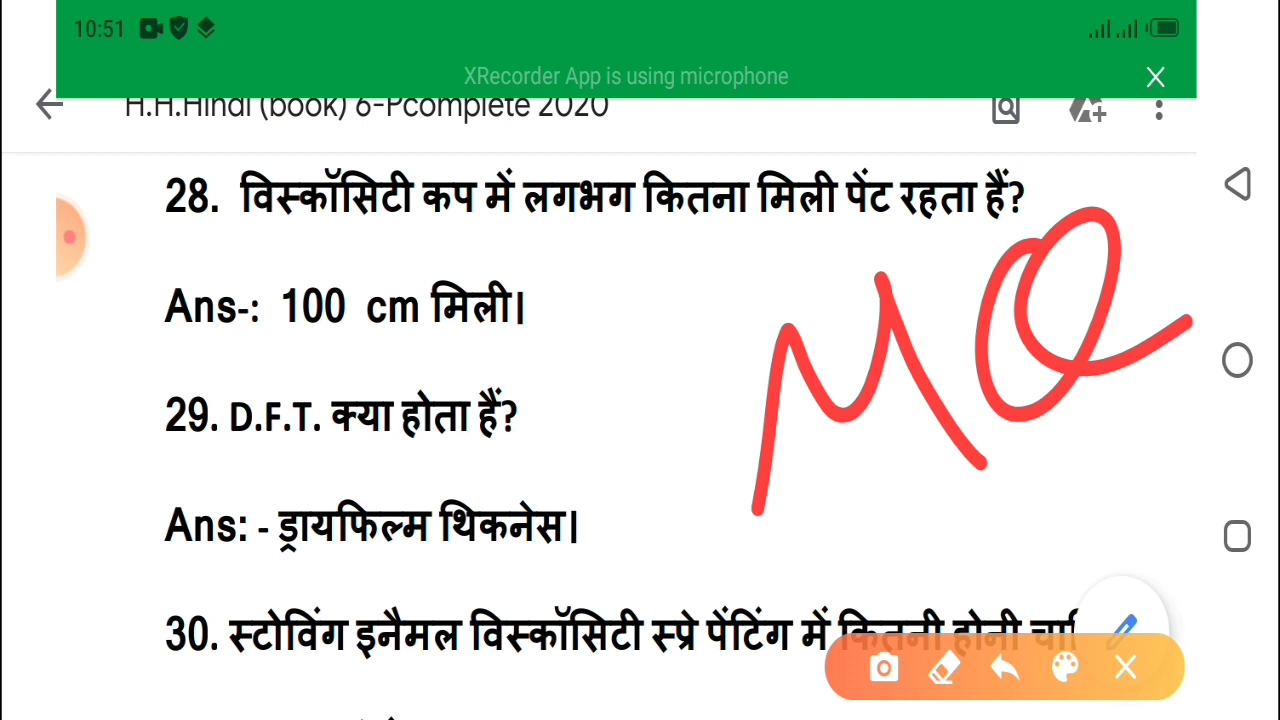 10:51
XRecorder App is using microphone
H.H.Hindi (book) 6-Pcomplete 2020
28. विस्कॉसिटी कप में लगभग कितना मिली पेंट रहता हैं?
Ans-: 100 cm मिली।
29. D.F.T. क्या होता हैं?
Ans: - ड्रायफिल्म थिकनेस।
30. स्टोविंग इनैमल विस्कॉसिटी स्प्रे पेंटिंग में कितनी होनी